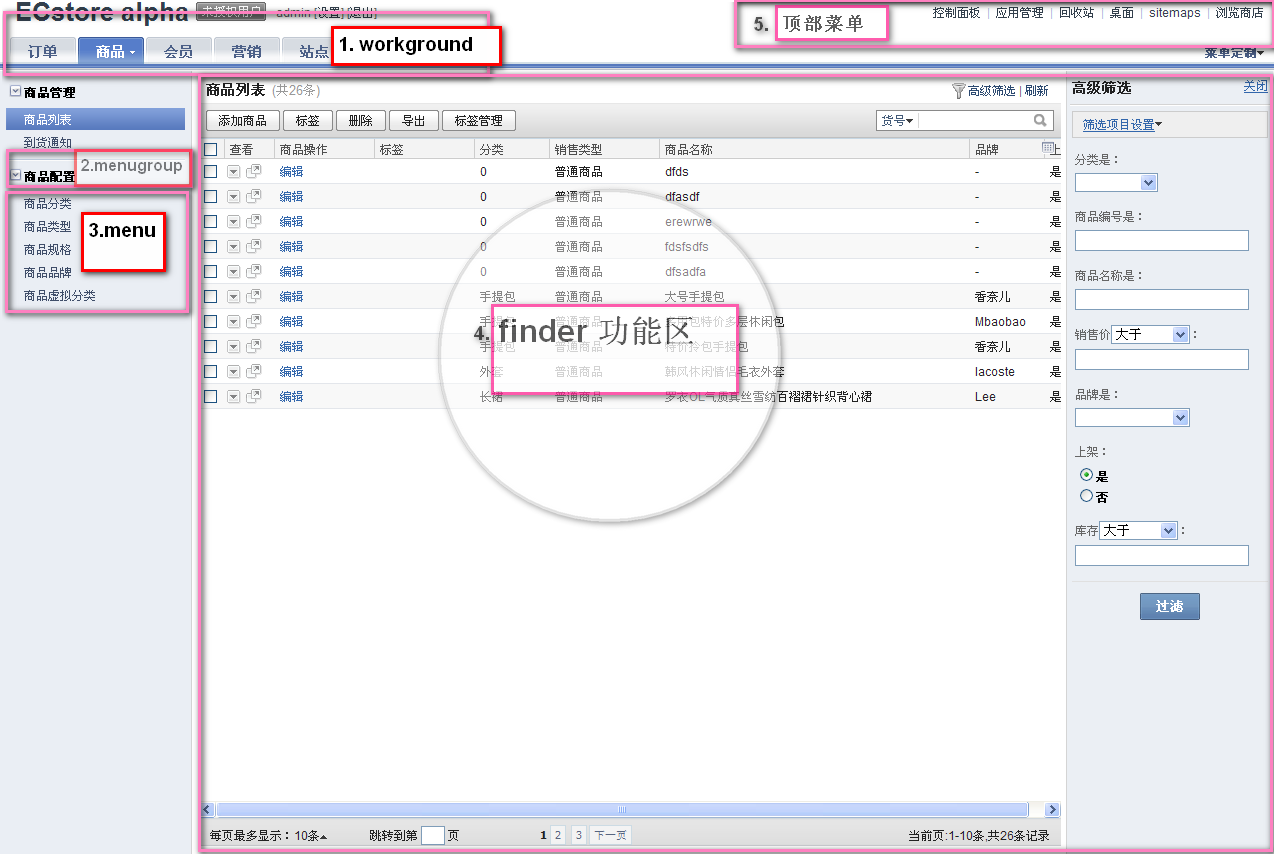 ECstore alpha 未授权用户 admin [设置] [退出]
控制面板 | 应用管理 | 回收站 | 桌面 | sitemaps | 浏览商店
5. 顶部菜单
订单 商品 会员 营销 站点
1. workground
菜单定制
商品管理
商品列表
到货通知
商品配置
2.menugroup
商品分类
商品类型
商品规格
商品品牌
商品虚拟分类
3.menu
商品列表 (共26条)
高级筛选 | 刷新
添加商品 标签 删除 导出 标签管理
货号
查看 商品操作 标签 分类 销售类型 商品名称 品牌 上
编辑 0 普通商品 dfds - 是
编辑 0 普通商品 dfasdf - 是
编辑 0 普通商品 erewrwe - 是
编辑 0 普通商品 fdsfsdfs - 是
编辑 0 普通商品 dfsadfa - 是
编辑 手提包 普通商品 大号手提包 香奈儿 是
编辑 手提包 普通商品 包特价多层休闲包 Mbaobao 是
编辑 手提包 普通商品 特价拎包手提包 香奈儿 是
编辑 外套 普通商品 韩风休闲情侣毛衣外套 lacoste 是
编辑 长裙 普通商品 罗衣OL气质真丝雪纺百褶裙针织背心裙 Lee 是
4. finder 功能区
每页最多显示：10条 跳转到第 页 1 2 3 下一页 当前页:1-10条,共26条记录
高级筛选 关闭
筛选项目设置
分类是：
商品编号是：
商品名称是：
销售价 大于 ：
品牌是：
上架：
是
否
库存 大于 ：
过滤